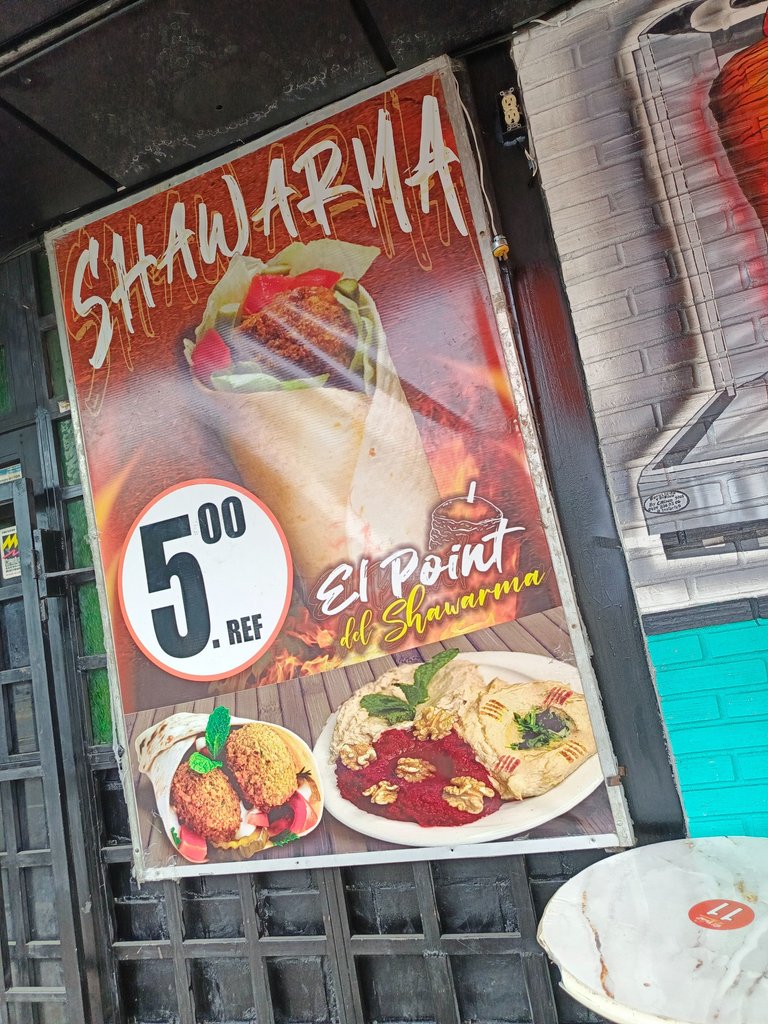 SHAWARMA
5.00
REF
El Point
del Shawarma
11